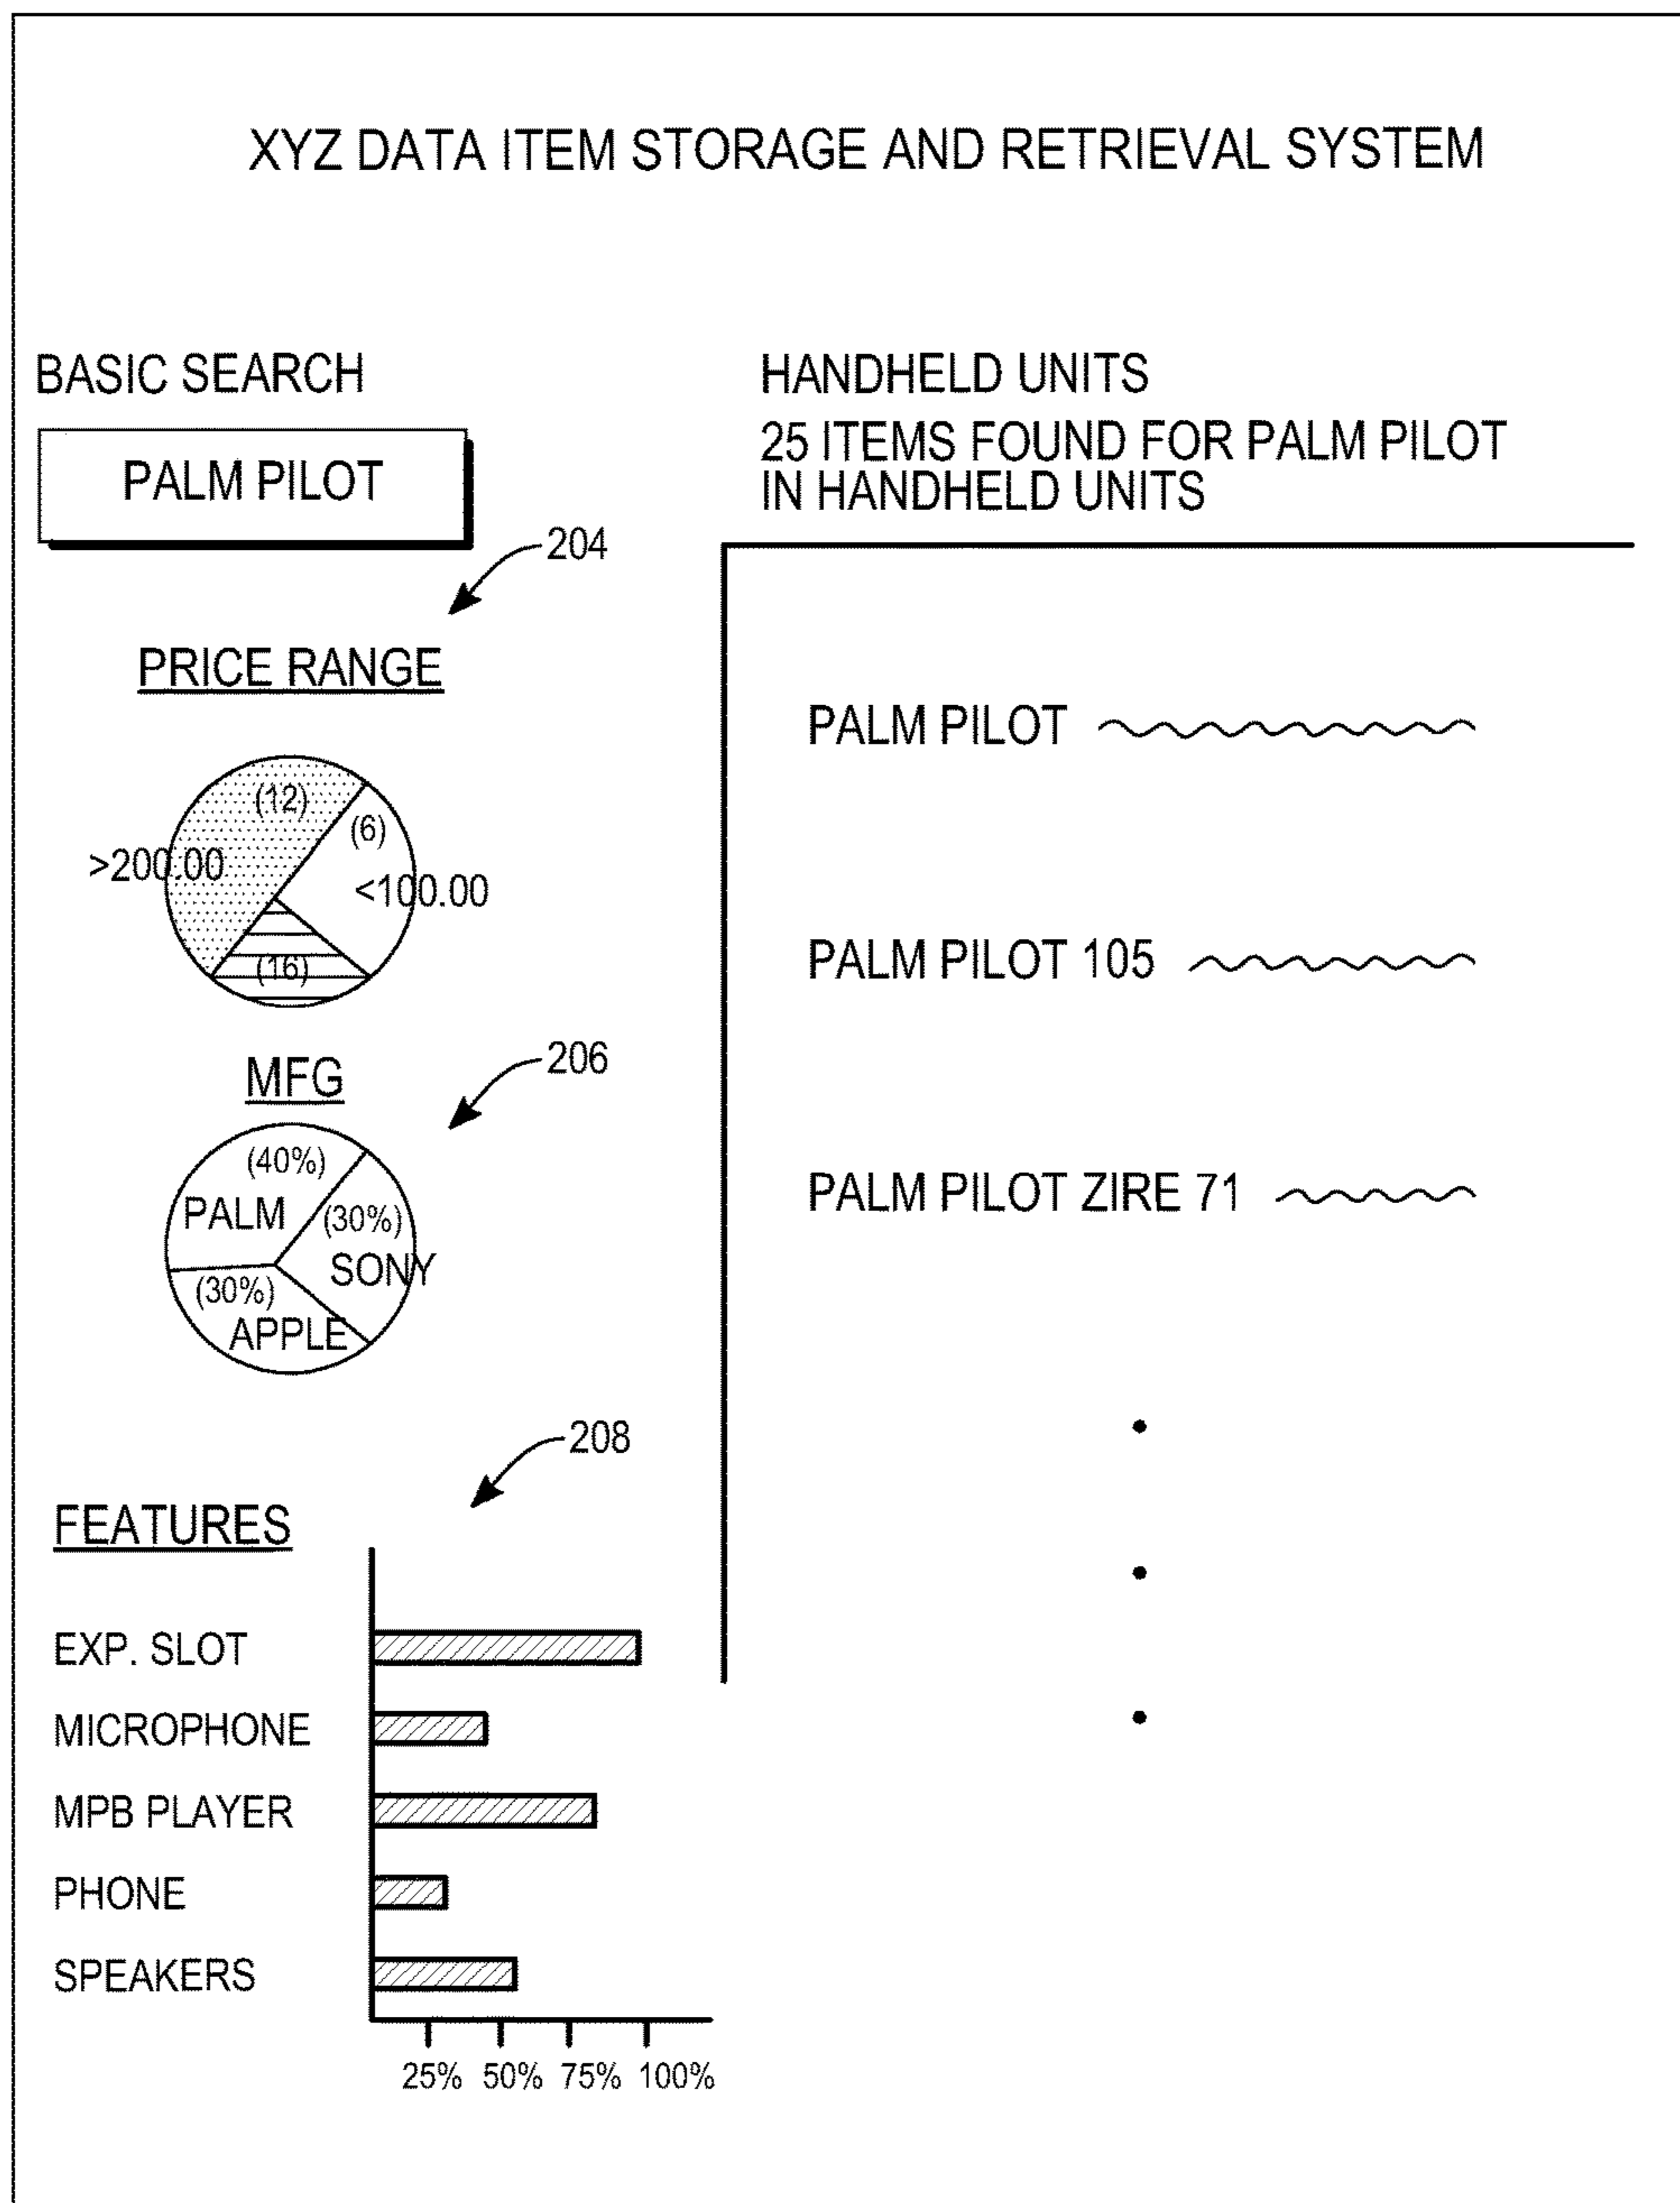 XYZ DATA ITEM STORAGE AND RETRIEVAL SYSTEM
BASIC SEARCH
PALM PILOT
204
PRICE RANGE
(12)
(6)
>200.00
<100.00
(16)
206
MFG
(40%)
PALM
(30%)
SONY
(30%)
APPLE
208
FEATURES
EXP. SLOT
MICROPHONE
MPB PLAYER
PHONE
SPEAKERS
25% 50% 75% 100%
HANDHELD UNITS
25 ITEMS FOUND FOR PALM PILOT
IN HANDHELD UNITS
PALM PILOT
PALM PILOT 105
PALM PILOT ZIRE 71